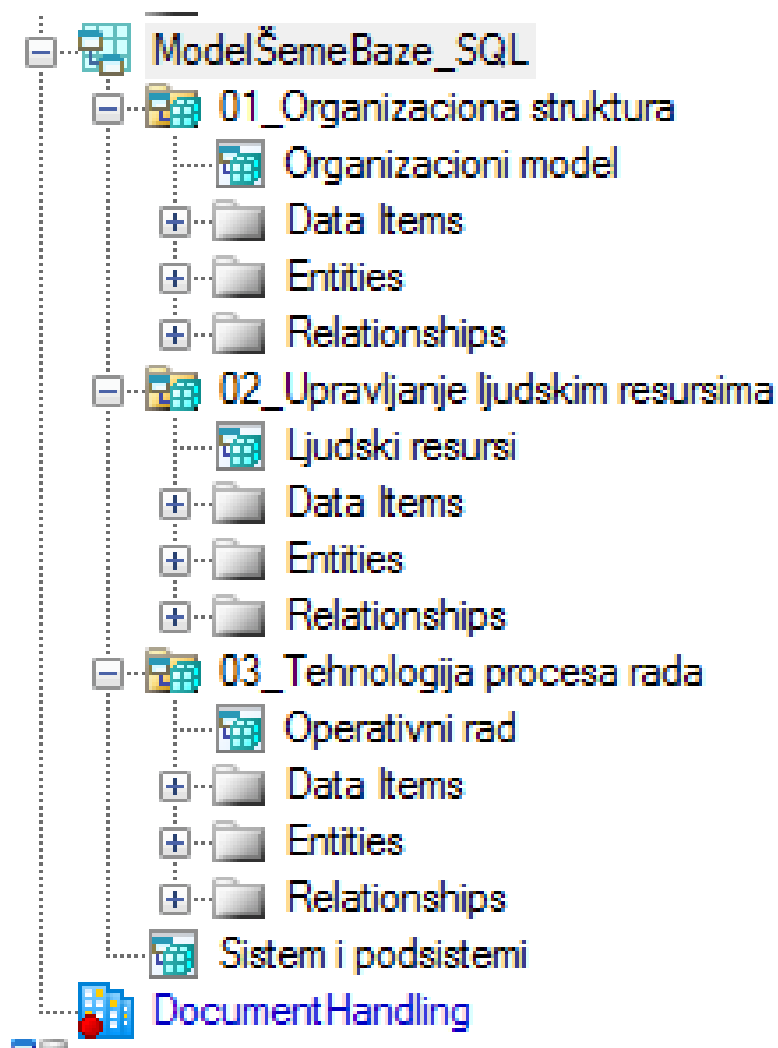 ModelŠemeBaze_SQL
01_Organizaciona struktura
Organizacioni model
Data Items
Entities
Relationships
02_Upravljanje ljudskim resursima
Ljudski resursi
Data Items
Entities
Relationships
03_Tehnologija procesa rada
Operativni rad
Data Items
Entities
Relationships
Sistem i podsistemi
DocumentHandling